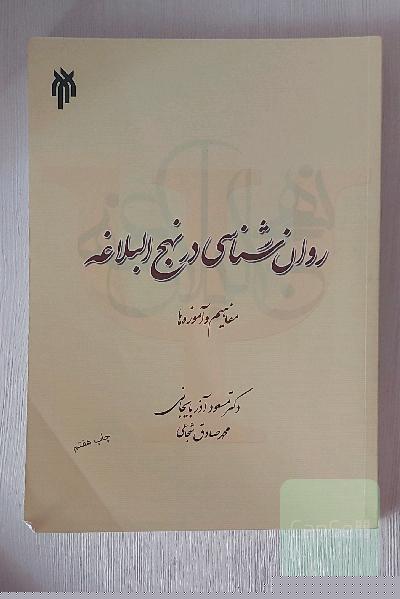 روان‌شناسی در نهج البلاغه
مفاهیم و آموزه‌ها
دکتر مسعود آذربایجانی
محمدصادق شجاعی
چاپ هفتم